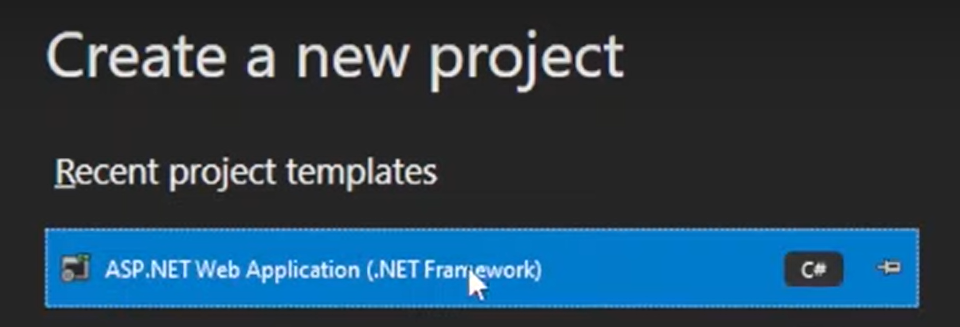 Create a new project
Recent project templates
ASP.NET Web Application (.NET Framework) C#